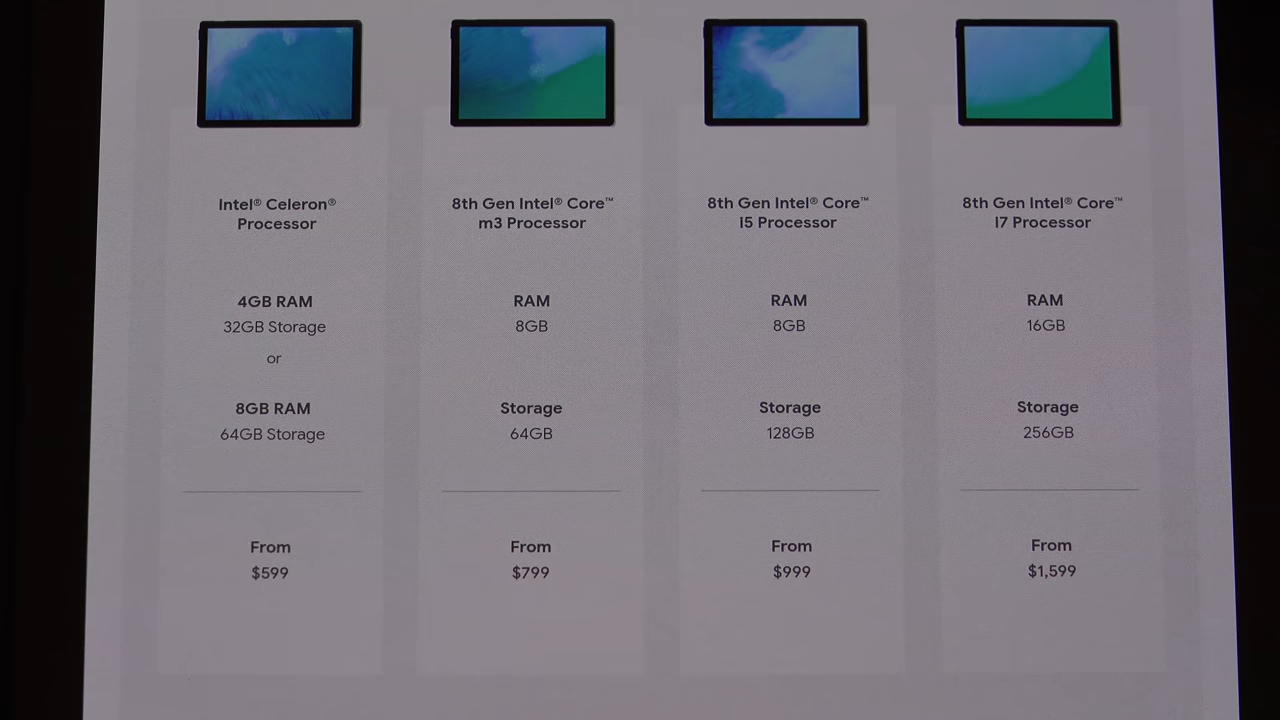 Intel® Celeron®
Processor
4GB RAM
32GB Storage
or
8GB RAM
64GB Storage
From
$599
8th Gen Intel® Core™
m3 Processor
RAM
8GB
Storage
64GB
From
$799
8th Gen Intel® Core™
I5 Processor
RAM
8GB
Storage
128GB
From
$999
8th Gen Intel® Core™
I7 Processor
RAM
16GB
Storage
256GB
From
$1,599